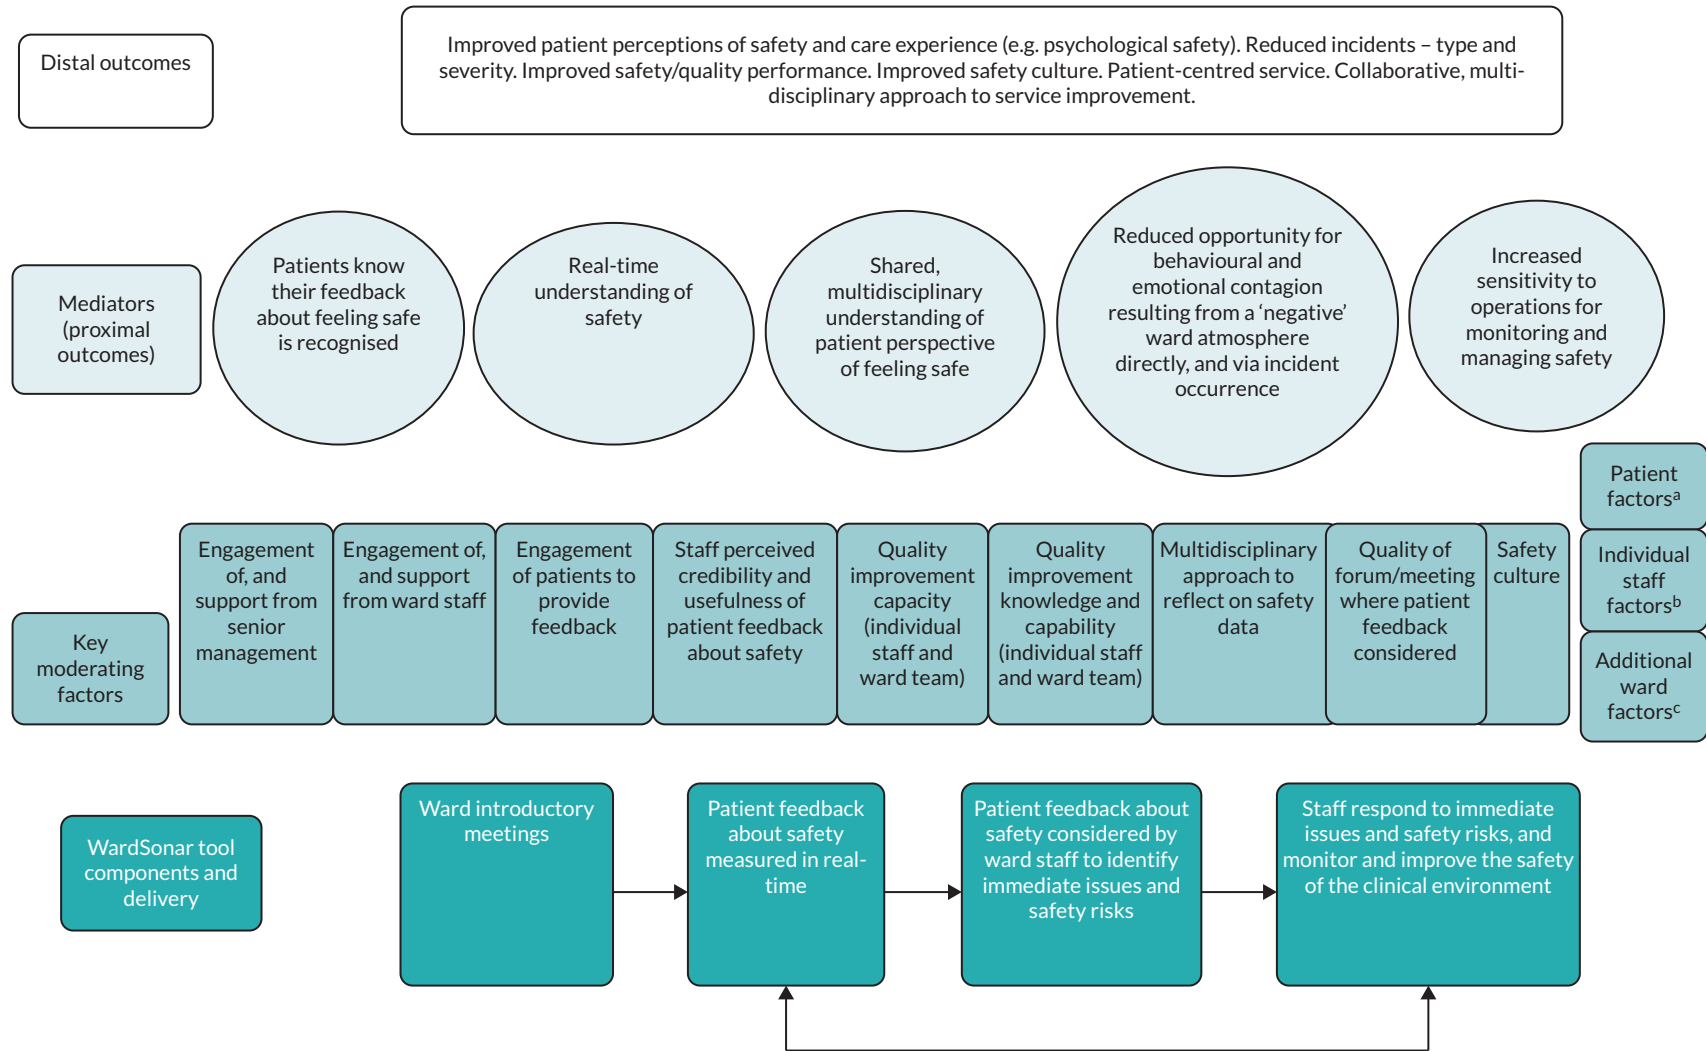 Distal outcomes
Improved patient perceptions of safety and care experience (e.g. psychological safety). Reduced incidents – type and
severity. Improved safety/quality performance. Improved safety culture. Patient-centred service. Collaborative, multi-
disciplinary approach to service improvement.
Mediators
(proximal
outcomes)
Patients know
their feedback
about feeling safe
is recognised
Real-time
understanding of
safety
Shared,
multidisciplinary
understanding of
patient perspective
of feeling safe
Reduced opportunity for
behavioural and
emotional contagion
resulting from a ‘negative’
ward atmosphere
directly, and via incident
occurrence
Increased
sensitivity to
operations for
monitoring and
managing safety
Key
moderating
factors
Engagement
of, and
support from
senior
management
Engagement of,
and support
from ward staff
Engagement
of patients to
provide
feedback
Staff perceived
credibility and
usefulness of
patient feedback
about safety
Quality
improvement
capacity
(individual
staff and
ward team)
Quality
improvement
knowledge and
capability
(individual staff
and ward team)
Multidisciplinary
approach to
reflect on safety
data
Quality of
forum/meeting
where patient
feedback
considered
Safety
culture
Patient
factorsᵃ
Individual
staff
factorsᵇ
Additional
ward
factorsᶜ
WardSonar tool
components and
delivery
Ward introductory
meetings
Patient feedback
about safety
measured in real-
time
Patient feedback about
safety considered by
ward staff to identify
immediate issues and
safety risks
Staff respond to immediate
issues and safety risks, and
monitor and improve the safety
of the clinical environment